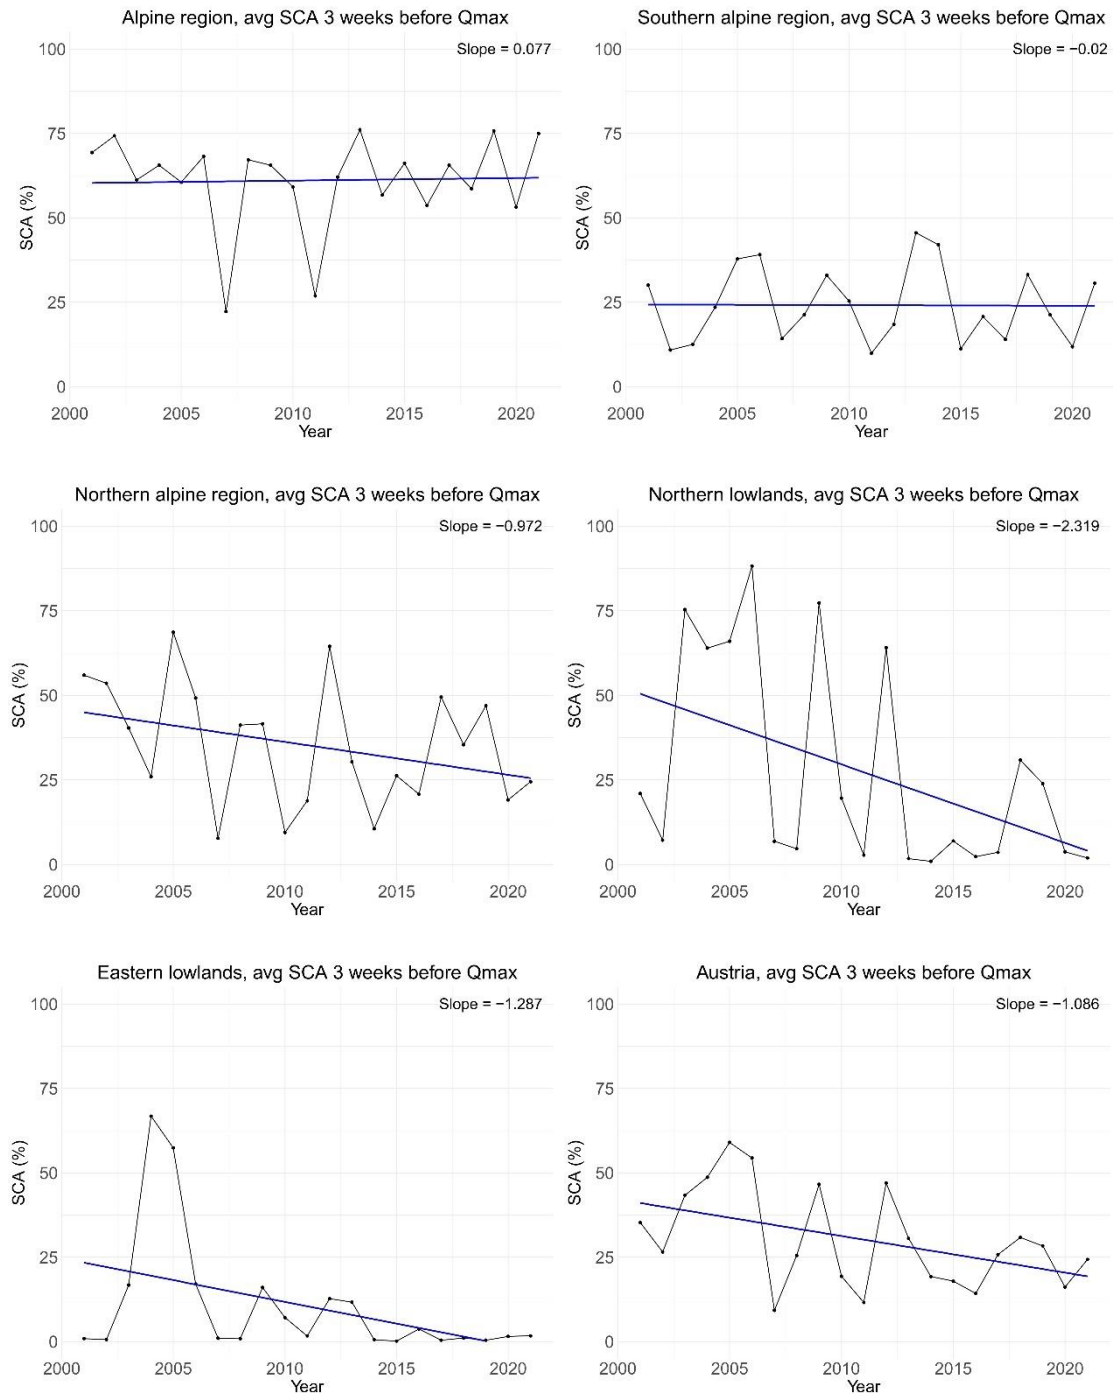 Alpine region, avg SCA 3 weeks before Qmax
Slope = 0.077
100
75
50
25
0
SCA (%)
2000 2005 2010 2015 2020
Year
Southern alpine region, avg SCA 3 weeks before Qmax
Slope = −0.02
100
75
50
25
0
SCA (%)
2000 2005 2010 2015 2020
Year
Northern alpine region, avg SCA 3 weeks before Qmax
Slope = −0.972
100
75
50
25
0
SCA (%)
2000 2005 2010 2015 2020
Year
Northern lowlands, avg SCA 3 weeks before Qmax
Slope = −2.319
100
75
50
25
0
SCA (%)
2000 2005 2010 2015 2020
Year
Eastern lowlands, avg SCA 3 weeks before Qmax
Slope = −1.287
100
75
50
25
0
SCA (%)
2000 2005 2010 2015 2020
Year
Austria, avg SCA 3 weeks before Qmax
Slope = −1.086
100
75
50
25
0
SCA (%)
2000 2005 2010 2015 2020
Year